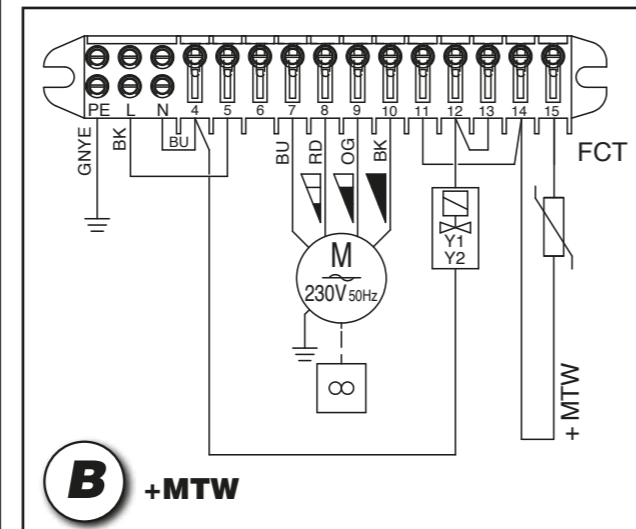 PE L N 4 5 6 7 8 9 10 11 12 13 14 15
FCT
GNYE
BK
BU
BU
RD
OG
BK
Y1
Y2
M
230V 50Hz
+ MTW
B +MTW